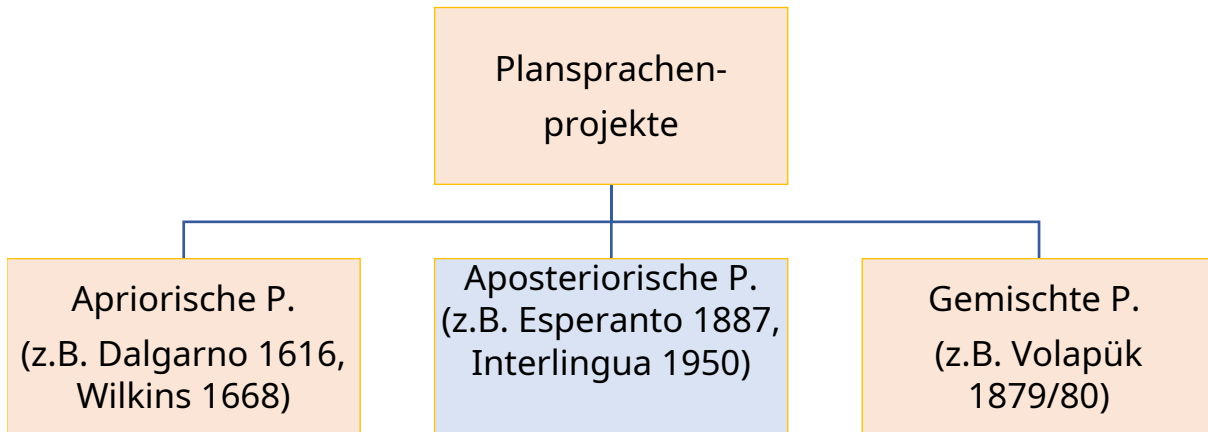 Plansprachen-
projekte
Apriorische P.
(z.B. Dalgarno 1616,
Wilkins 1668)
Aposteriorische P.
(z.B. Esperanto 1887,
Interlingua 1950)
Gemischte P.
(z.B. Volapük
1879/80)